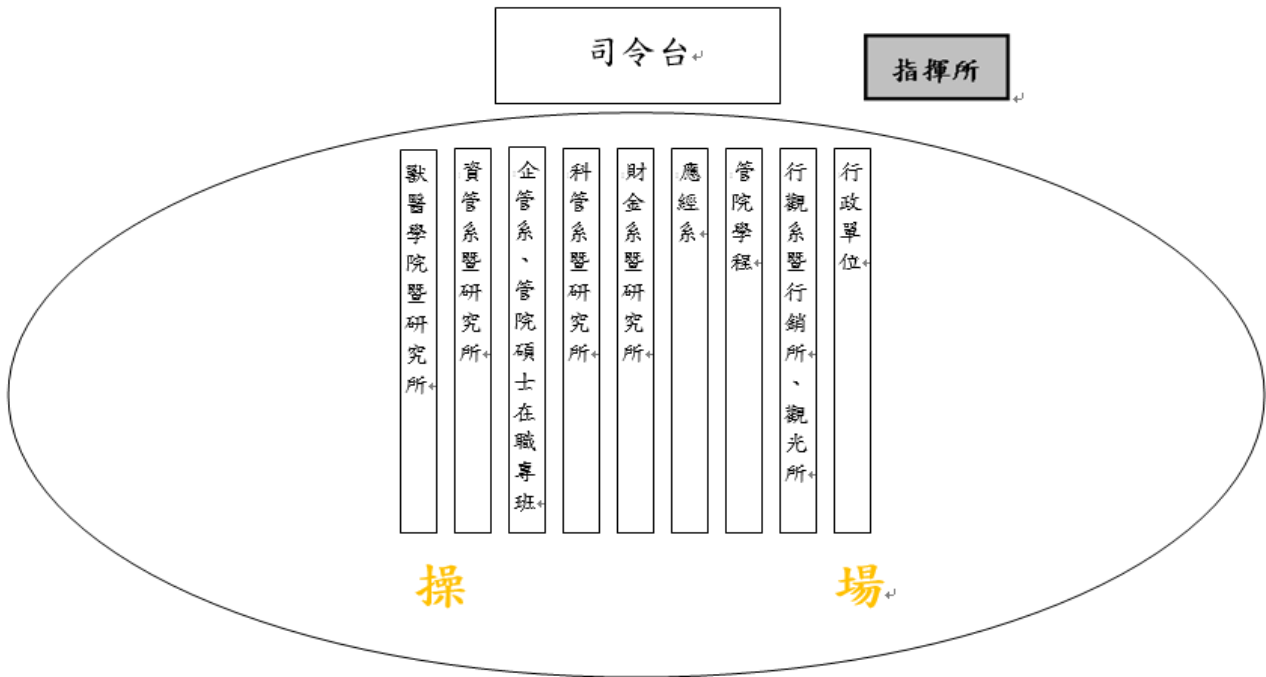 司令台
指揮所
獸醫學院暨研究所
資管系暨研究所
企管系、管院碩士在職專班
科管系暨研究所
財金系暨研究所
應經系
管院學程
行觀系暨行銷所、觀光所
行政單位
操場